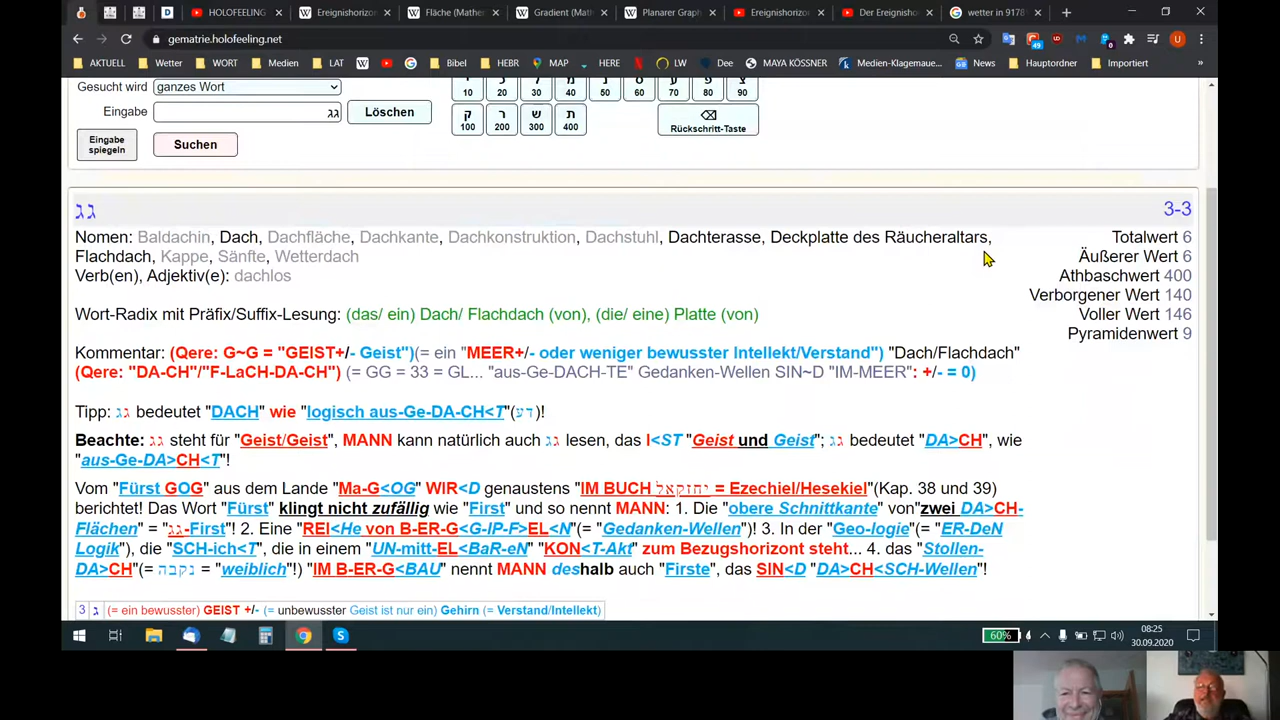 HOLOFEELING
Ereignishorizon
Fläche (Mathe
Gradient (Mat
Planarer Graph
Ereignishorizo
Der Ereignisho
wetter in 9178
gematrie.holofeeling.net
49
0
U
AKTUELL
Wetter
WORT
Medien
LAT
Bibel
HEBR
MAP
HERE
LW
Dee
MAYA KÖSSNER
Medien-Klagemaue...
News
Hauptordner
Importiert
»
Gesucht wird ganzes Wort
י כ ל מ נ ס ע פ צ
10 20 30 40 50 60 70 80 90
Eingabe גג Löschen
ק ר ש ת
100 200 300 400
Rückschritt-Taste
Eingabe
spiegeln
Suchen
גג 3-3
Nomen: Baldachin, Dach, Dachfläche, Dachkante, Dachkonstruktion, Dachstuhl, Dachterasse, Deckplatte des Räucheraltars,
Flachdach, Kappe, Sänfte, Wetterdach
Verb(en), Adjektiv(e): dachlos
Totalwert 6
Äußerer Wert 6
Athbaschwert 400
Verborgener Wert 140
Voller Wert 146
Pyramidenwert 9
Wort-Radix mit Präfix/Suffix-Lesung: (das/ ein) Dach/ Flachdach (von), (die/ eine) Platte (von)
Kommentar: (Qere: G~G = "GEIST+/- Geist")(= ein "MEER+/- oder weniger bewusster Intellekt/Verstand") "Dach/Flachdach"
(Qere: "DA-CH"/"F-LaCH-DA-CH") (= GG = 33 = GL... "aus-Ge-DACH-TE" Gedanken-Wellen SIN~D "IM-MEER": +/- = 0)
Tipp: גג bedeutet "DACH" wie "logisch aus-Ge-DA-CH<T"(דע)!
Beachte: גג steht für "Geist/Geist", MANN kann natürlich auch גג lesen, das I<ST "Geist und Geist"; גג bedeutet "DA>CH", wie
"aus-Ge-DA>CH<T"!
Vom "Fürst GOG" aus dem Lande "Ma-G<OG" WIR<D genaustens "IM BUCH יחזקאל = Ezechiel/Hesekiel"(Kap. 38 und 39)
berichtet! Das Wort "Fürst" klingt nicht zufällig wie "First" und so nennt MANN: 1. Die "obere Schnittkante" von"zwei DA>CH-
Flächen" = "גג-First"! 2. Eine "REI<He von B-ER-G<G-IP-F>EL<N"(= "Gedanken-Wellen")! 3. In der "Geo-logie"(= "ER-DeN
Logik"), die "SCH-ich<T", die in einem "UN-mitt-EL<BaR-eN" "KON<T-Akt" zum Bezugshorizont steht... 4. das "Stollen-
DA>CH"(= נקבה = "weiblich"!) "IM B-ER-G<BAU" nennt MANN deshalb auch "Firste", das SIN<D "DA>CH<SCH-Wellen"!
3 ג (= ein bewusster) GEIST +/- (= unbewusster Geist ist nur ein) Gehirn (= Verstand/Intellekt)
60%
08:25
30.09.2020